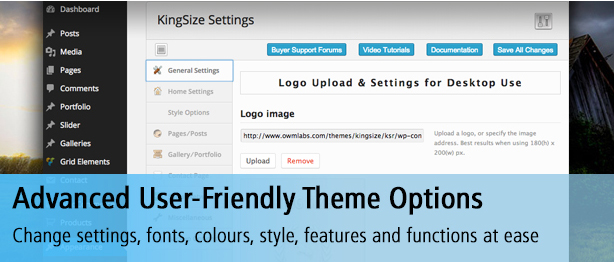 Dashboard
Posts
Media
Pages
Comments
Portfolio
Slider
Galleries
Grid Elements
Contact
Products
Appearance
KingSize Settings
Buyer Support Forums
Video Tutorials
Documentation
Save All Changes
General Settings
Home Settings
Style Options
Pages/Posts
Gallery/Portfolio
Contact Page
Logo Upload & Settings for Desktop Use
Logo image
http://www.owmlabs.com/themes/kingsize/ksr/wp-con
Upload
Remove
Upload a logo, or specify the image
address. Best results when using 180(h) x
200(w) px.
Advanced User-Friendly Theme Options
Change settings, fonts, colours, style, features and functions at ease